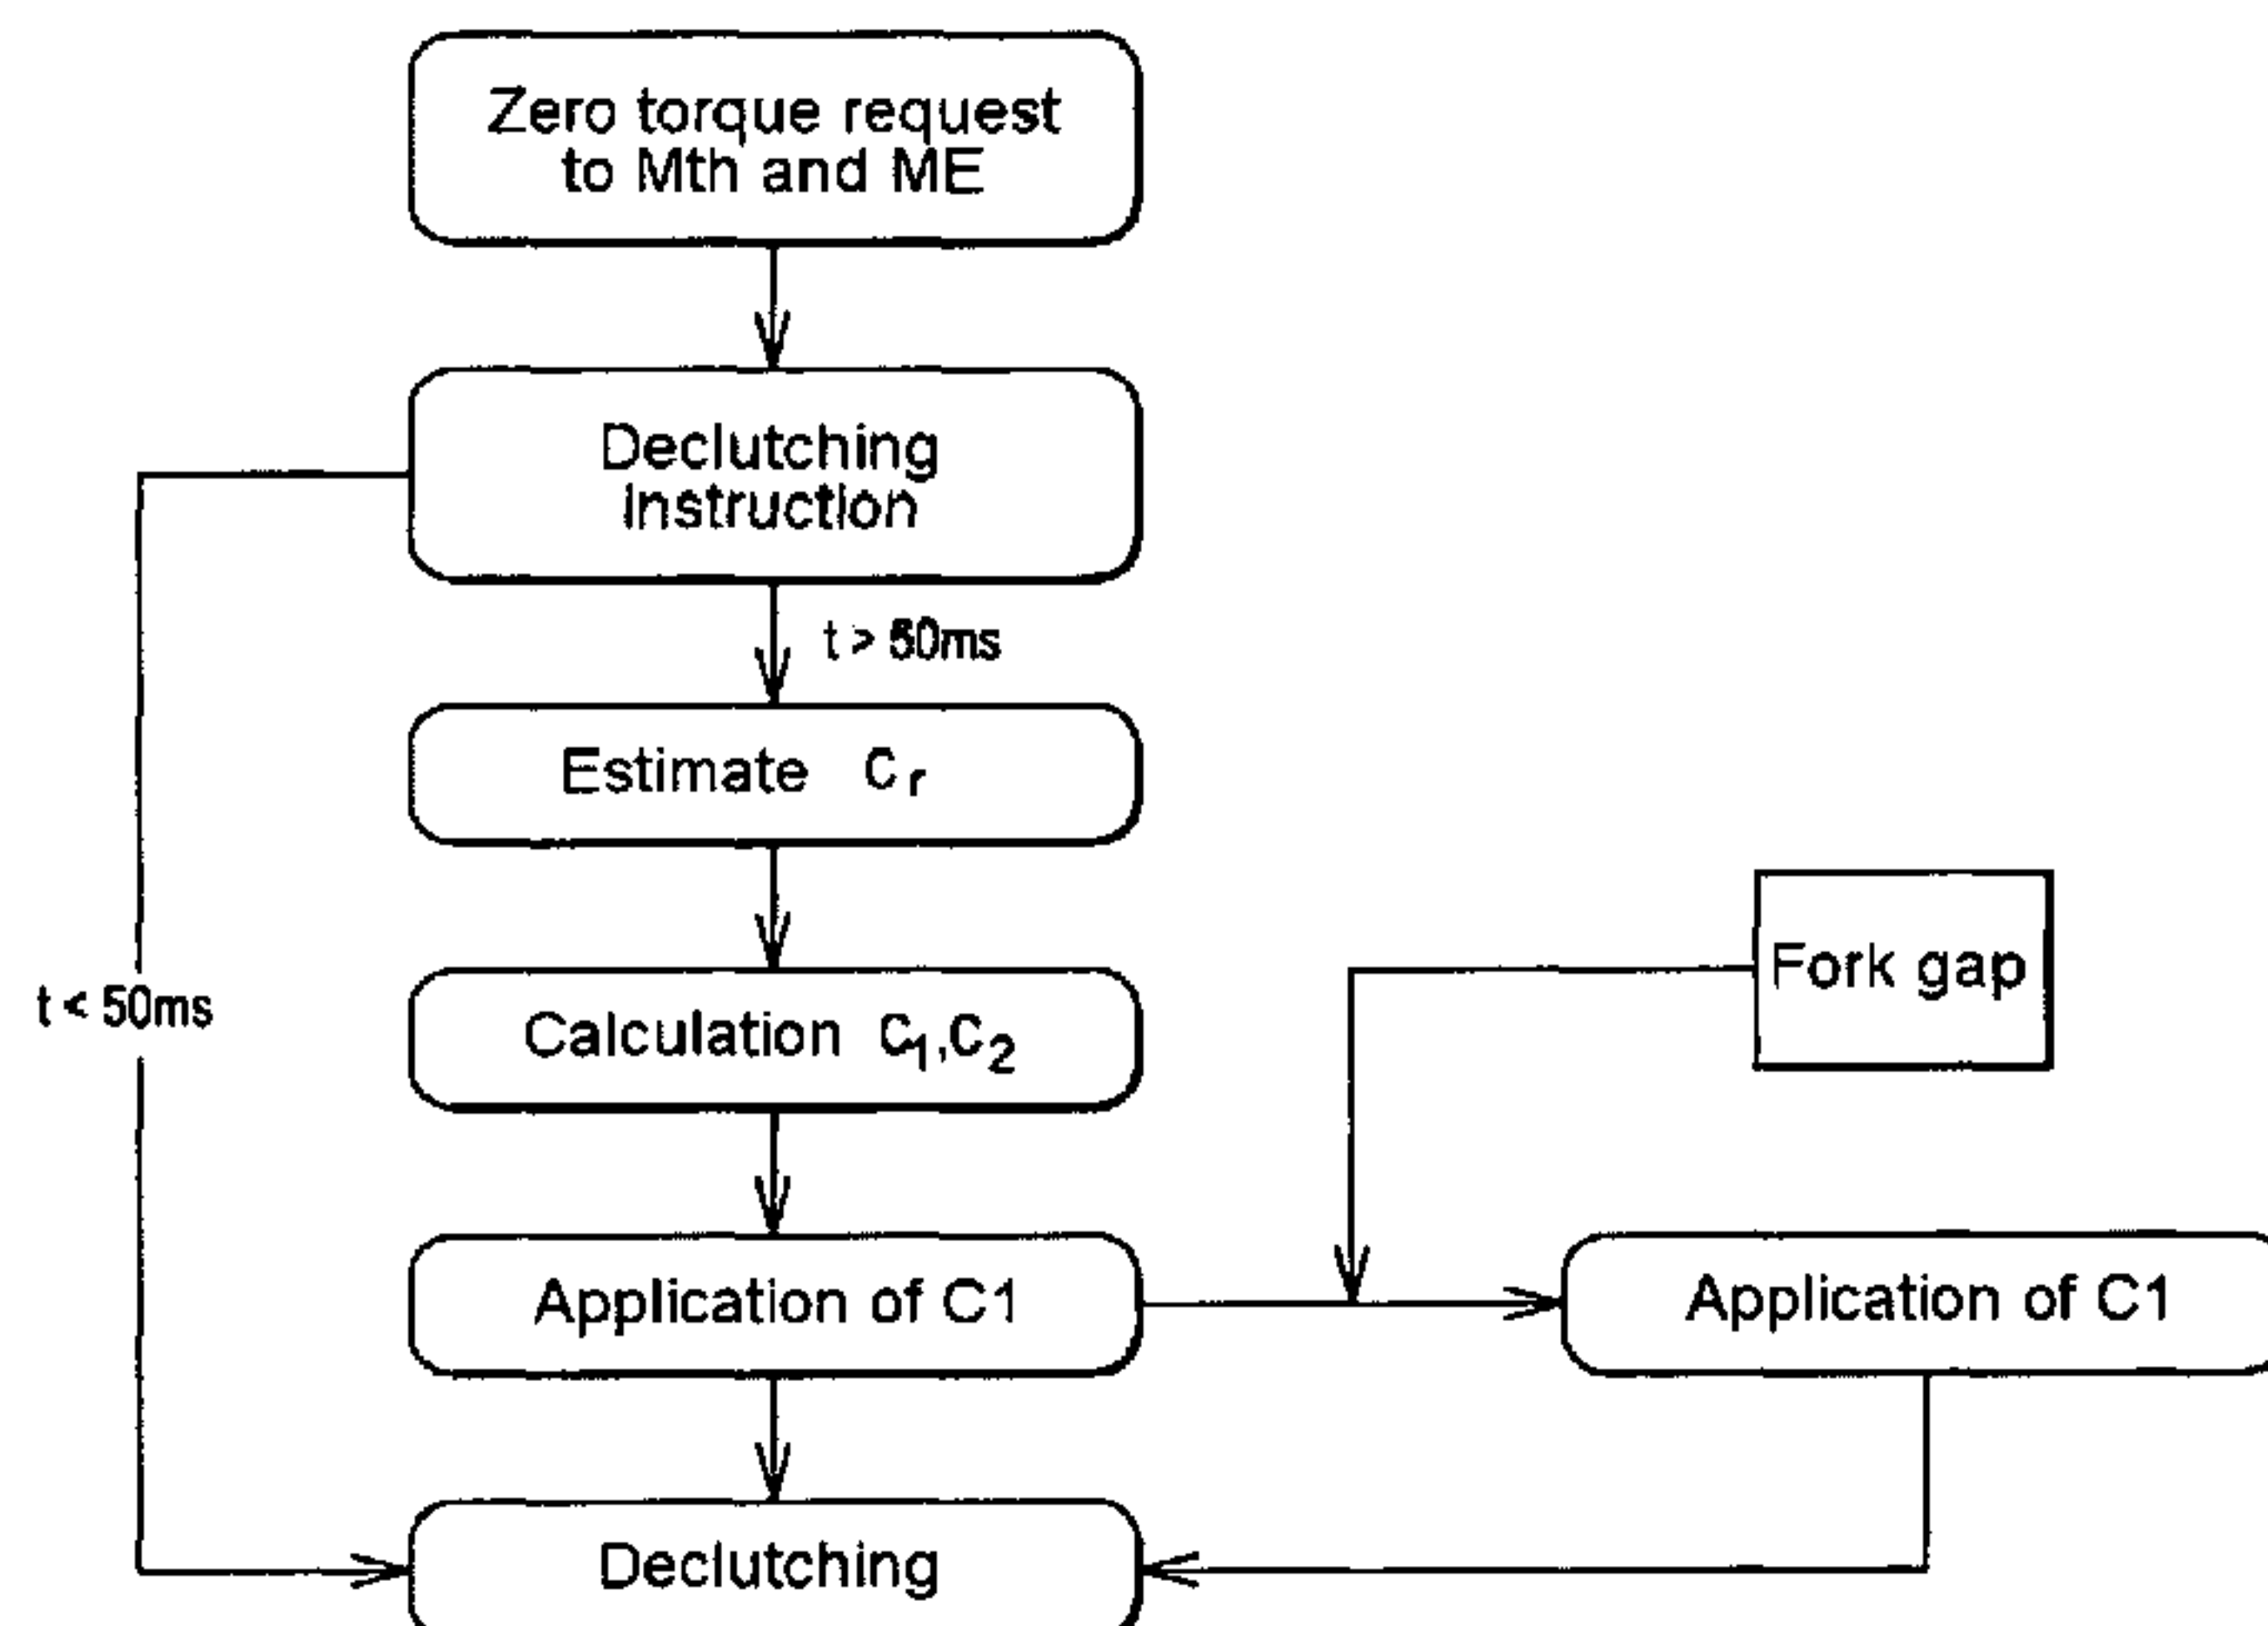 Zero torque request
to Mth and ME
Declutching
Instruction
t > 50ms
Estimate Cr
Fork gap
t < 50ms
Calculation C1,C2
Application of C1
Application of C1
Declutching